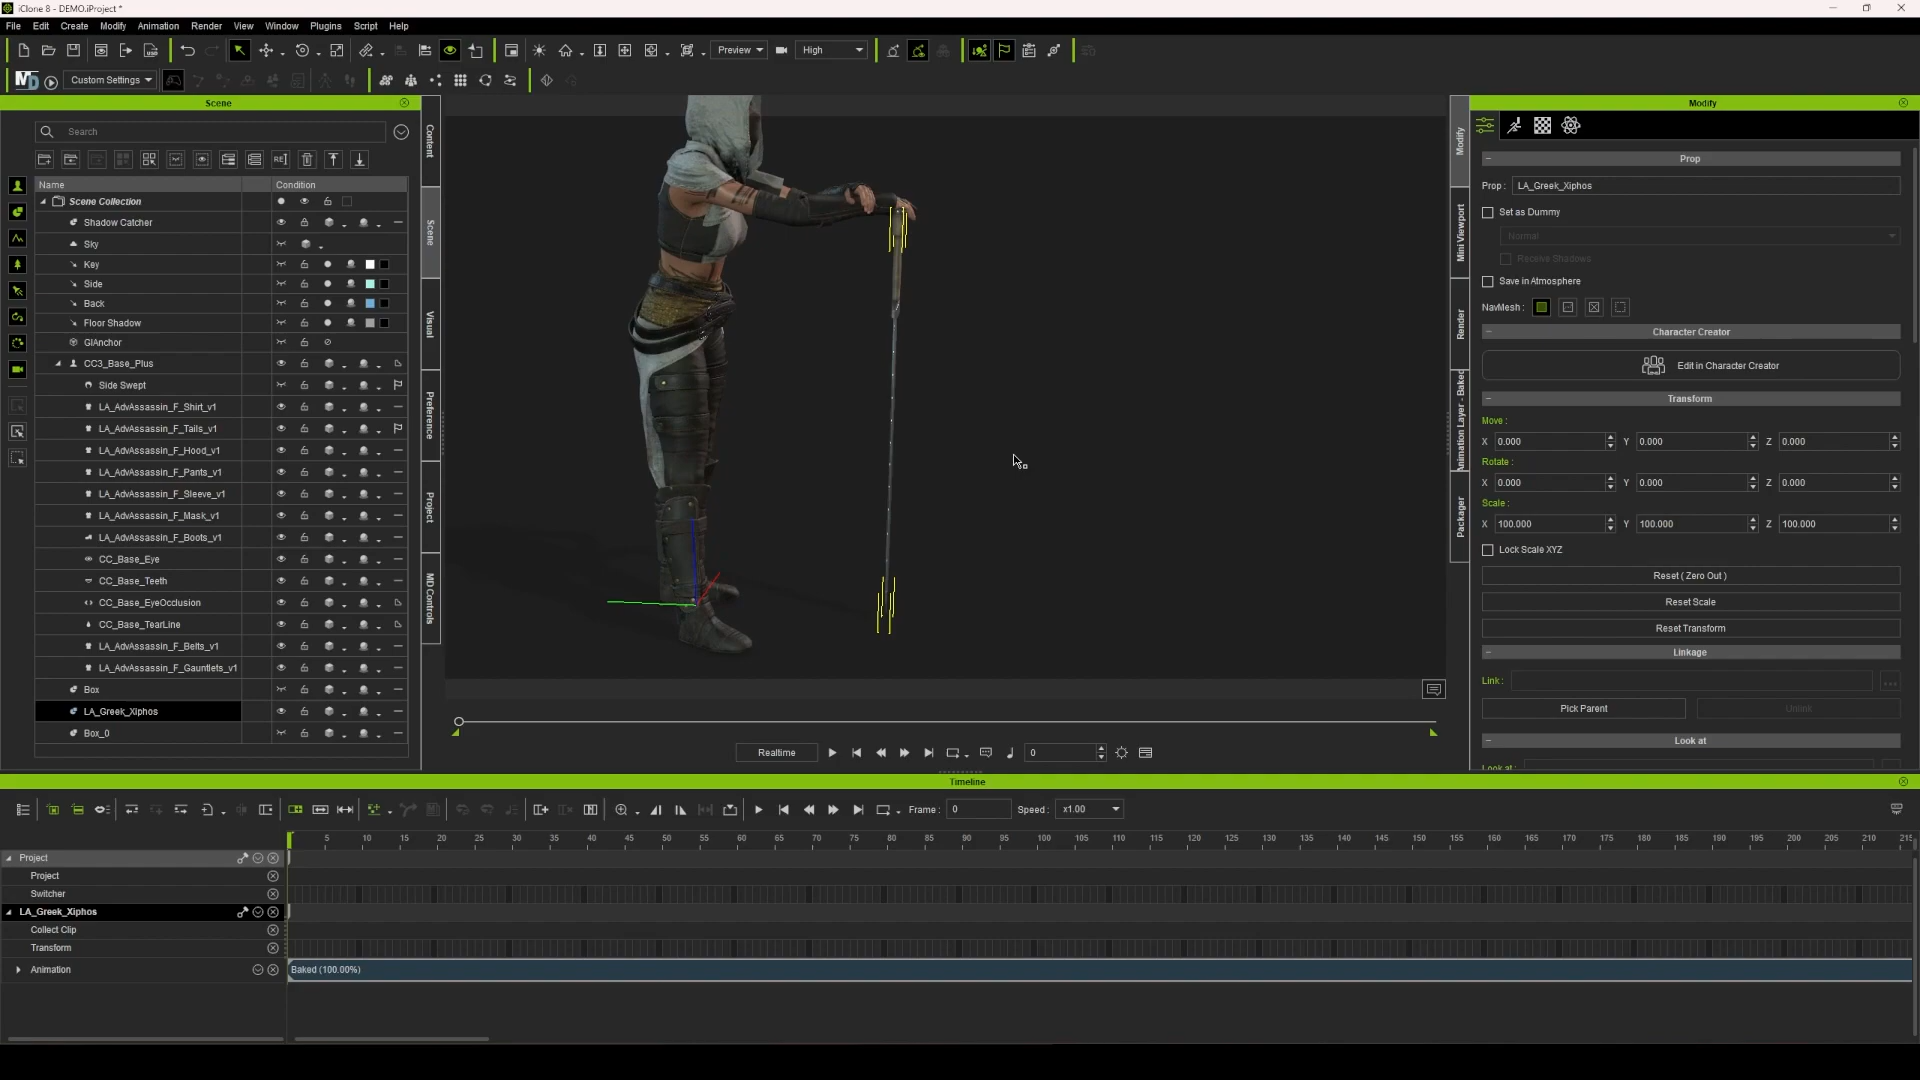 iClone 8 - DEMO.iProject *
File Edit Create Modify Animation Render View Window Plugins Script Help
Preview High
Custom Settings
Scene
Modify
Content
Scene
Visual
Preference
Project
MD Controls
Search
Name Condition
Scene Collection
Shadow Catcher
Sky
Key
Side
Back
Floor Shadow
GIAnchor
CC3_Base_Plus
Side Swept
LA_AdvAssassin_F_Shirt_v1
LA_AdvAssassin_F_Tails_v1
LA_AdvAssassin_F_Hood_v1
LA_AdvAssassin_F_Pants_v1
LA_AdvAssassin_F_Sleeve_v1
LA_AdvAssassin_F_Mask_v1
LA_AdvAssassin_F_Boots_v1
CC_Base_Eye
CC_Base_Teeth
CC_Base_EyeOcclusion
CC_Base_TearLine
LA_AdvAssassin_F_Belts_v1
LA_AdvAssassin_F_Gauntlets_v1
Box
LA_Greek_Xiphos
Box_0
Modify
Mini Viewport
Render
Animation Layer - Baked
Packager
Prop
Prop : LA_Greek_Xiphos
Set as Dummy
Normal
Receive Shadows
Save in Atmosphere
NavMesh :
Character Creator
Edit in Character Creator
Transform
Move :
X 0.000 Y 0.000 Z 0.000
Rotate :
X 0.000 Y 0.000 Z 0.000
Scale :
X 100.000 Y 100.000 Z 100.000
Lock Scale XYZ
Reset ( Zero Out )
Reset Scale
Reset Transform
Linkage
Link :
Pick Parent Unlink
Look at
Look at :
Realtime 0
Timeline
Frame : 0 Speed : x1.00
5 10 15 20 25 30 35 40 45 50 55 60 65 70 75 80 85 90 95 100 105 110 115 120 125 130 135 140 145 150 155 160 165 170 175 180 185 190 195 200 205 210 215
Project
Project
Switcher
LA_Greek_Xiphos
Collect Clip
Transform
Animation Baked (100.00%)